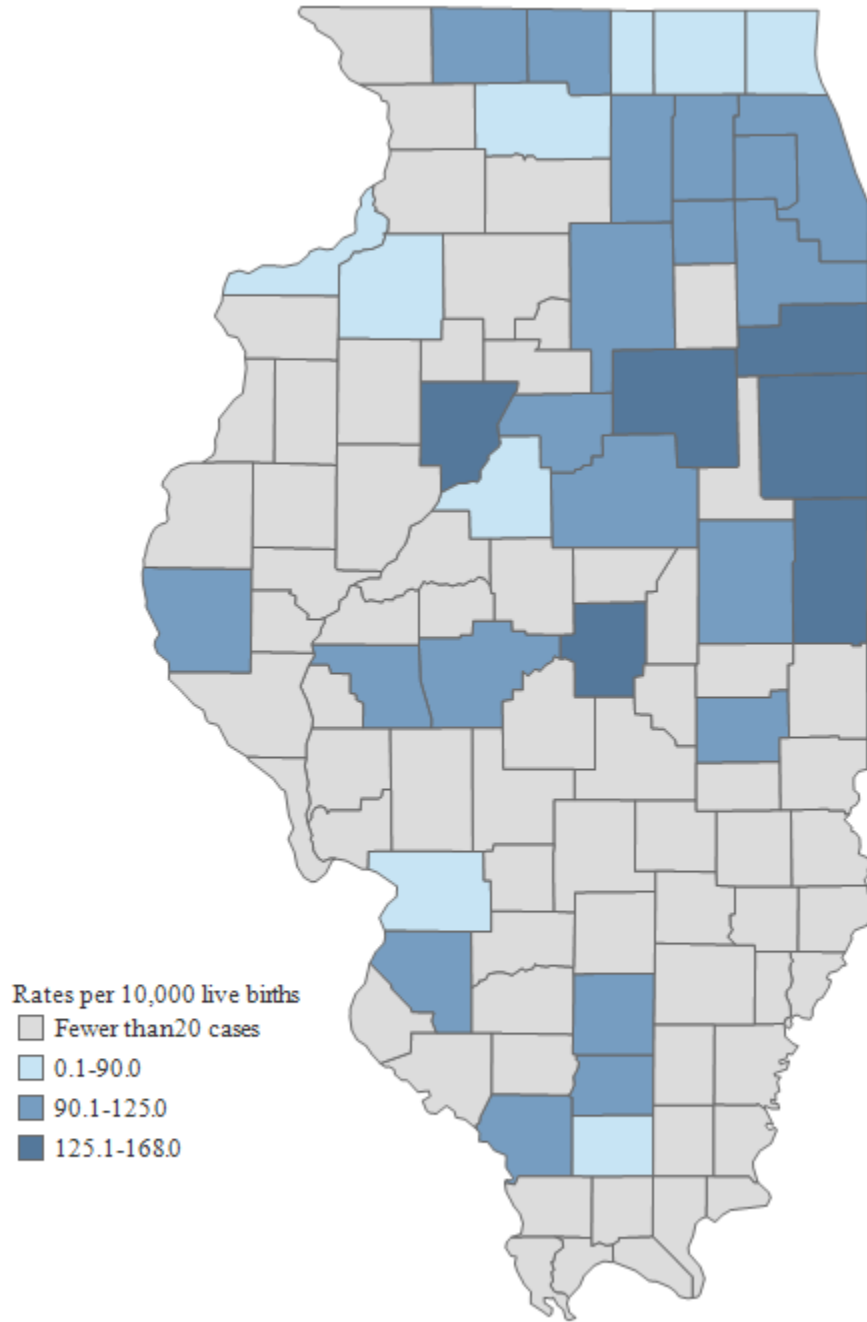 Rates per 10,000 live births
Fewer than20 cases
0.1-90.0
90.1-125.0
125.1-168.0